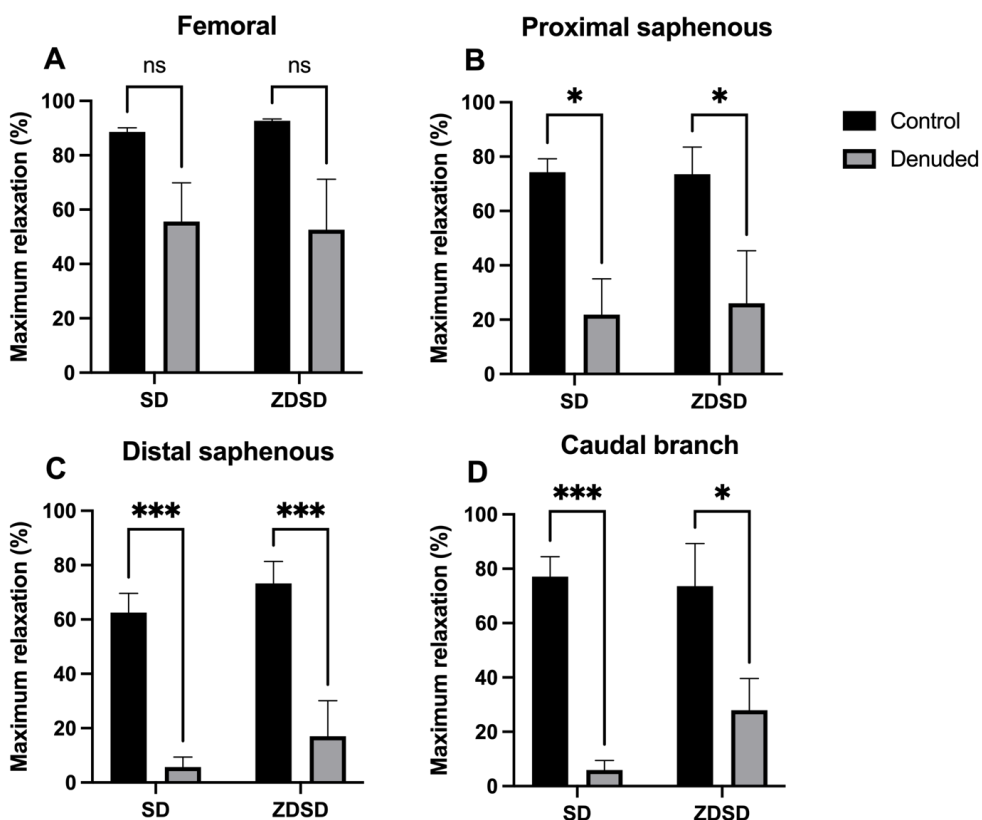 Femoral
A
ns
ns
Maximum relaxation (%)
100
80
60
40
20
0
SD
ZDSD
Proximal saphenous
B
*
*
Maximum relaxation (%)
100
80
60
40
20
0
SD
ZDSD
Control
Denuded
Distal saphenous
C
***
***
Maximum relaxation (%)
100
80
60
40
20
0
SD
ZDSD
Caudal branch
D
***
*
Maximum relaxation (%)
100
80
60
40
20
0
SD
ZDSD